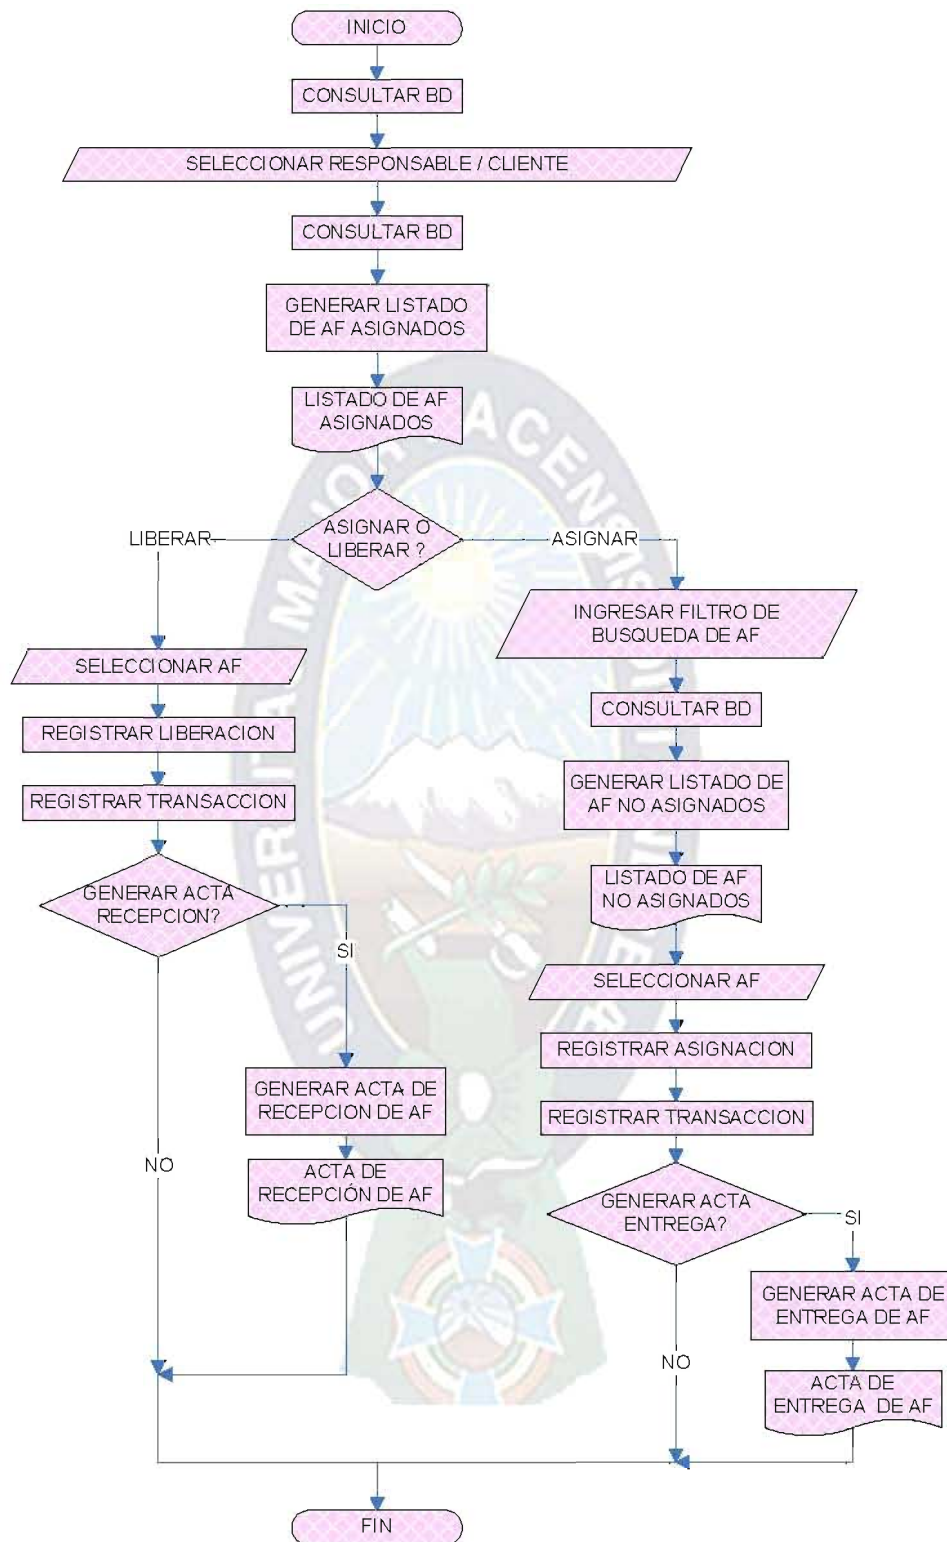 INICIO
CONSULTAR BD
SELECCIONAR RESPONSABLE / CLIENTE
CONSULTAR BD
GENERAR LISTADO
DE AF ASIGNADOS
LISTADO DE AF
ASIGNADOS
ASIGNAR O
LIBERAR ?
LIBERAR
SELECCIONAR AF
REGISTRAR LIBERACION
REGISTRAR TRANSACCION
GENERAR ACTA
RECEPCION?
SI
GENERAR ACTA DE
RECEPCION DE AF
ACTA DE
RECEPCIÓN DE AF
NO
ASIGNAR
INGRESAR FILTRO DE
BUSQUEDA DE AF
CONSULTAR BD
GENERAR LISTADO DE
AF NO ASIGNADOS
LISTADO DE AF
NO ASIGNADOS
SELECCIONAR AF
REGISTRAR ASIGNACION
REGISTRAR TRANSACCION
GENERAR ACTA
ENTREGA?
SI
GENERAR ACTA DE
ENTREGA DE AF
ACTA DE
ENTREGA DE AF
NO
FIN